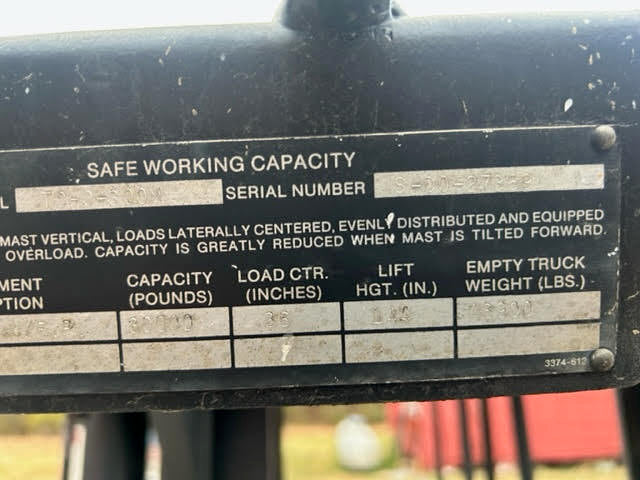 SAFE WORKING CAPACITY
L SERIAL NUMBER
MAST VERTICAL, LOADS LATERALLY CENTERED, EVENLY DISTRIBUTED AND EQUIPPED
OVERLOAD. CAPACITY IS GREATLY REDUCED WHEN MAST IS TILTED FORWARD.
MENT CAPACITY LOAD CTR. LIFT EMPTY TRUCK
PTION (POUNDS) (INCHES) HGT. (IN.) WEIGHT (LBS.)
3374-612